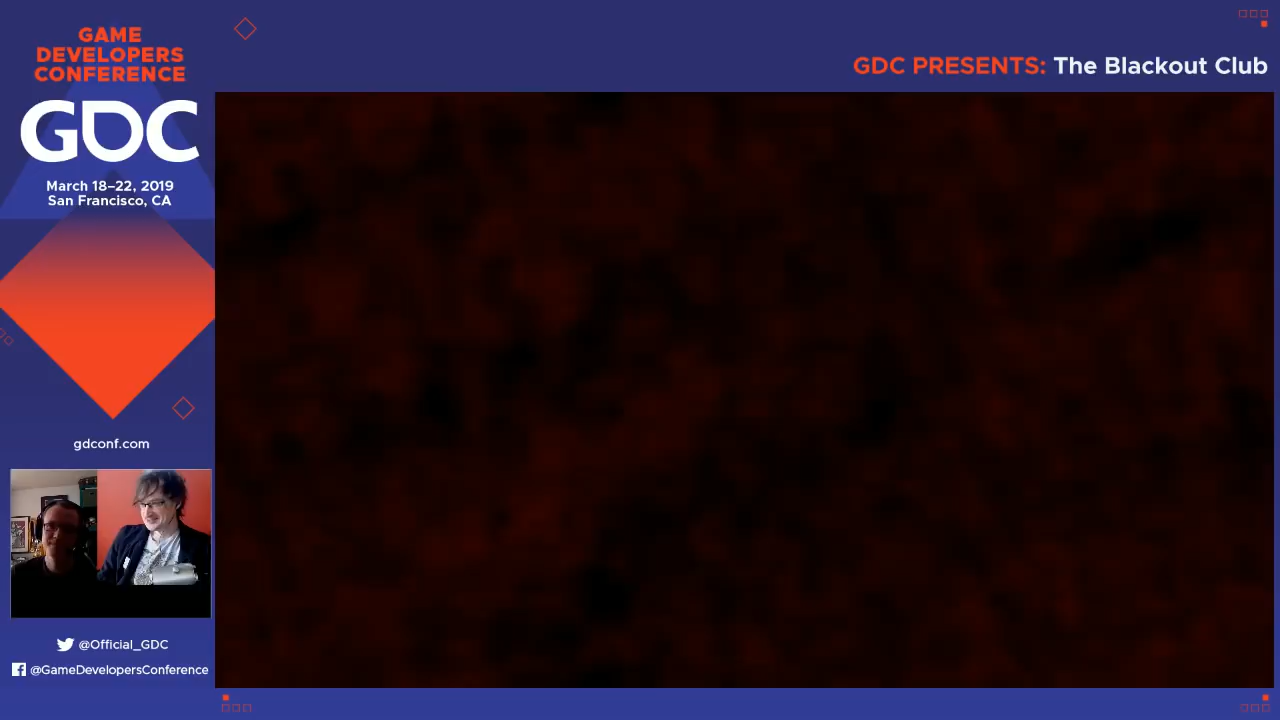 GAME
DEVELOPERS
CONFERENCE
GDC
March 18–22, 2019
San Francisco, CA
gdconf.com
@Official_GDC
@GameDevelopersConference
GDC PRESENTS: The Blackout Club